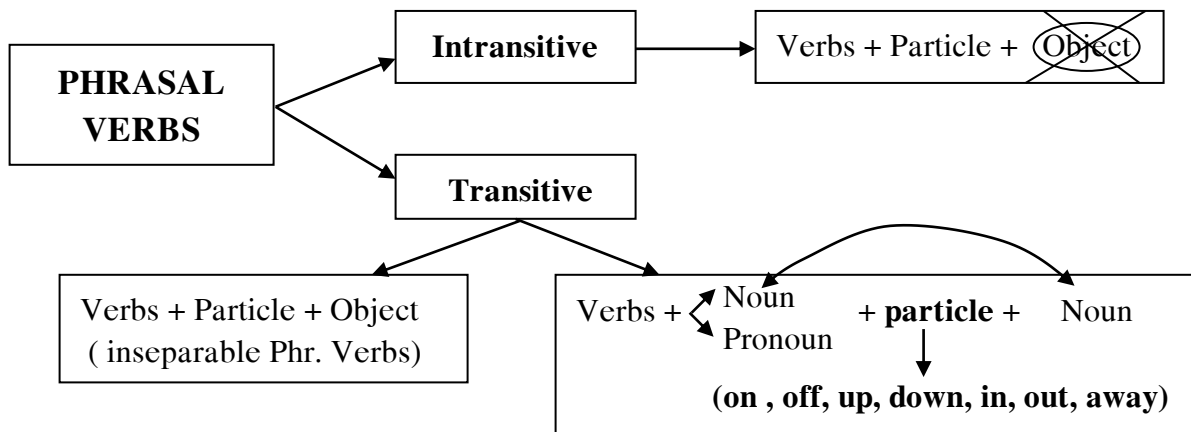 PHRASAL
VERBS
Intransitive
Verbs + Particle + Object
Transitive
Verbs + Particle + Object
( inseparable Phr. Verbs)
Verbs +
Noun
Pronoun
+ particle +
Noun
(on , off, up, down, in, out, away)